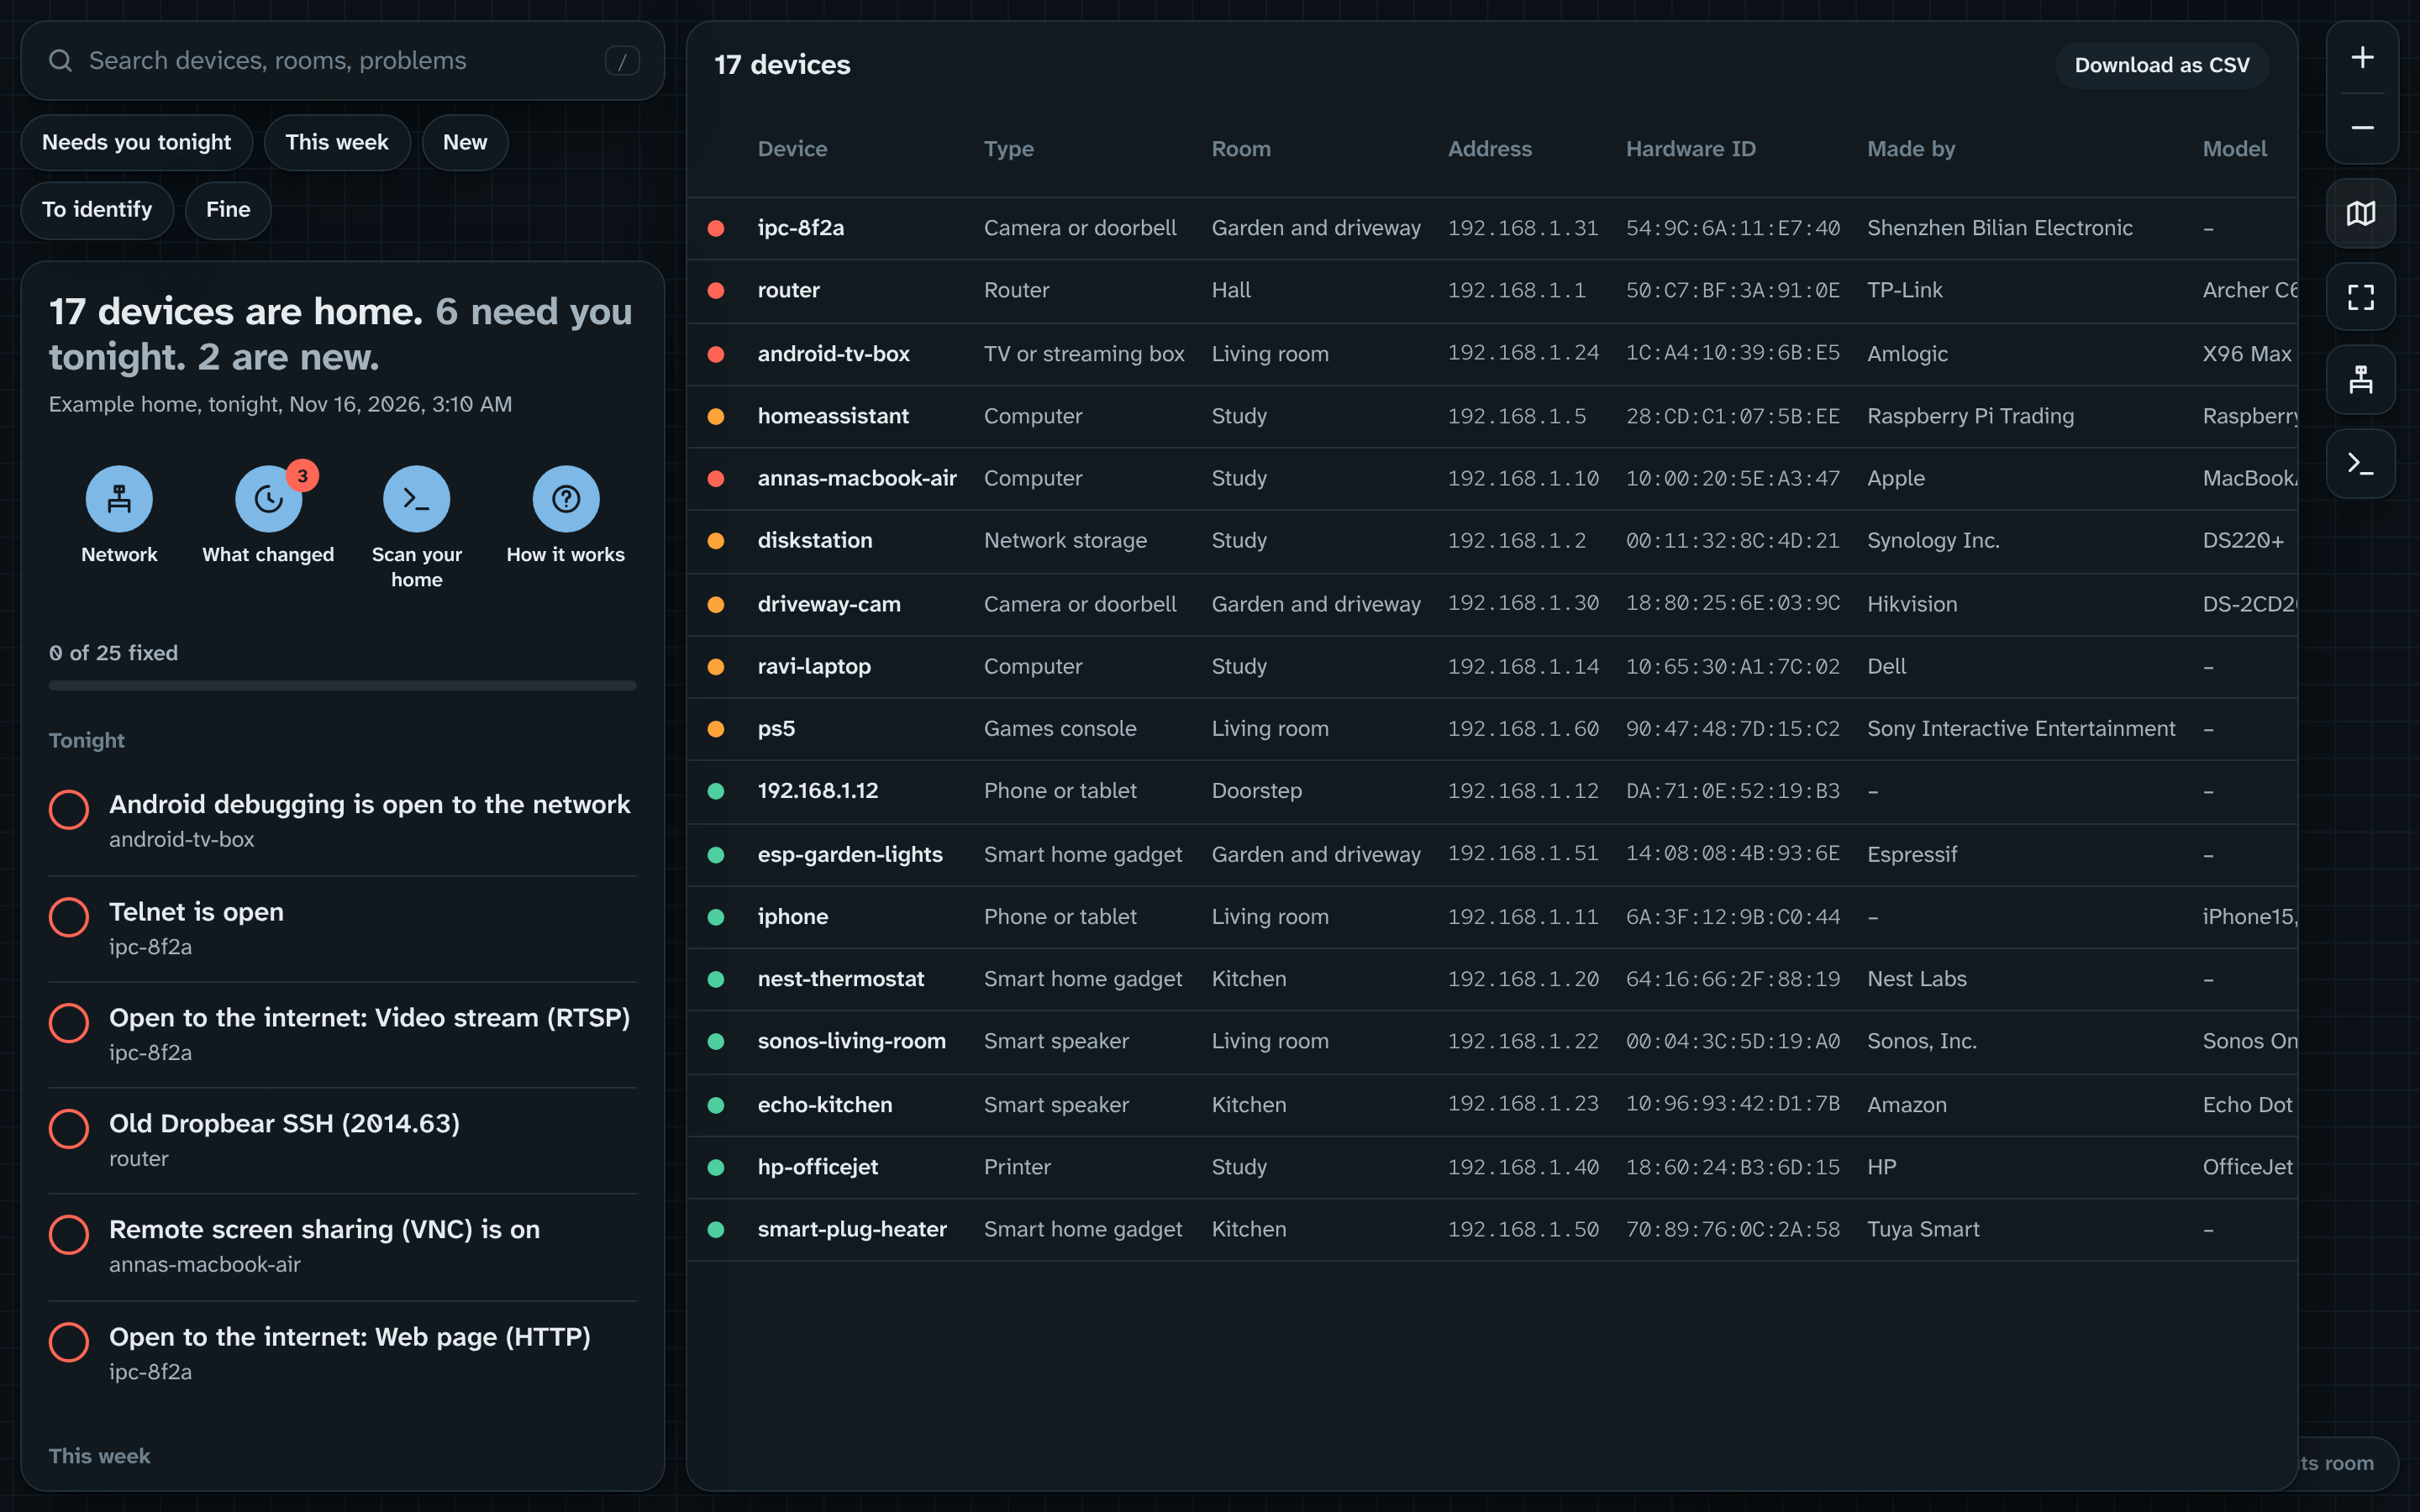 Search devices, rooms, problems /
Needs you tonight This week New
To identify Fine
17 devices are home. 6 need you
tonight. 2 are new.
Example home, tonight, Nov 16, 2026, 3:10 AM
3
Network What changed Scan your home How it works
0 of 25 fixed
Tonight
Android debugging is open to the network
android-tv-box
Telnet is open
ipc-8f2a
Open to the internet: Video stream (RTSP)
ipc-8f2a
Old Dropbear SSH (2014.63)
router
Remote screen sharing (VNC) is on
annas-macbook-air
Open to the internet: Web page (HTTP)
ipc-8f2a
This week
17 devices Download as CSV
Device Type Room Address Hardware ID Made by Model
ipc-8f2a Camera or doorbell Garden and driveway 192.168.1.31 54:9C:6A:11:E7:40 Shenzhen Bilian Electronic –
router Router Hall 192.168.1.1 50:C7:BF:3A:91:0E TP-Link Archer C6
android-tv-box TV or streaming box Living room 192.168.1.24 1C:A4:10:39:6B:E5 Amlogic X96 Max
homeassistant Computer Study 192.168.1.5 28:CD:C1:07:5B:EE Raspberry Pi Trading Raspberry
annas-macbook-air Computer Study 192.168.1.10 10:00:20:5E:A3:47 Apple MacBook
diskstation Network storage Study 192.168.1.2 00:11:32:8C:4D:21 Synology Inc. DS220+
driveway-cam Camera or doorbell Garden and driveway 192.168.1.30 18:80:25:6E:03:9C Hikvision DS-2CD2
ravi-laptop Computer Study 192.168.1.14 10:65:30:A1:7C:02 Dell –
ps5 Games console Living room 192.168.1.60 90:47:48:7D:15:C2 Sony Interactive Entertainment –
192.168.1.12 Phone or tablet Doorstep 192.168.1.12 DA:71:0E:52:19:B3 – –
esp-garden-lights Smart home gadget Garden and driveway 192.168.1.51 14:08:08:4B:93:6E Espressif –
iphone Phone or tablet Living room 192.168.1.11 6A:3F:12:9B:C0:44 – iPhone15,
nest-thermostat Smart home gadget Kitchen 192.168.1.20 64:16:66:2F:88:19 Nest Labs –
sonos-living-room Smart speaker Living room 192.168.1.22 00:04:3C:5D:19:A0 Sonos, Inc. Sonos On
echo-kitchen Smart speaker Kitchen 192.168.1.23 10:96:93:42:D1:7B Amazon Echo Dot
hp-officejet Printer Study 192.168.1.40 18:60:24:B3:6D:15 HP OfficeJet
smart-plug-heater Smart home gadget Kitchen 192.168.1.50 70:89:76:0C:2A:58 Tuya Smart –
its room